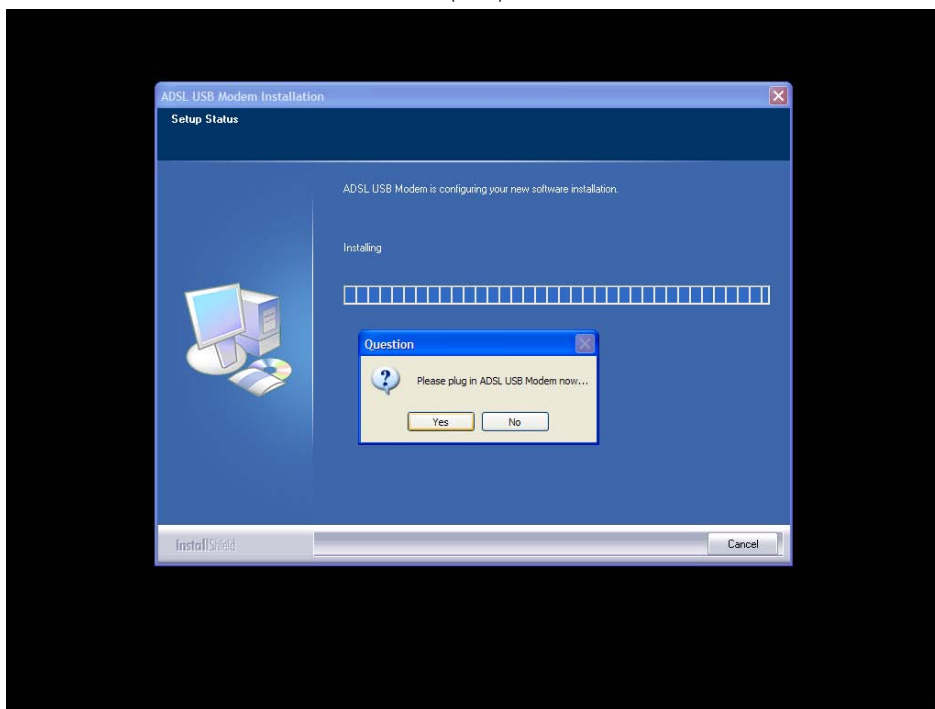 ADSL USB Modem Installation
Setup Status
ADSL USB Modem is configuring your new software installation.
Installing
Question
Please plug in ADSL USB Modem now...
Yes No
InstallShield
Cancel